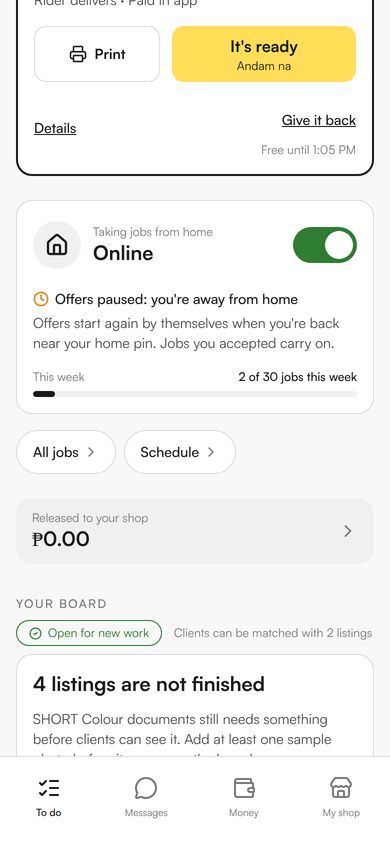 Rider delivers · Paid in app
Print
It's ready
Andam na
Details
Give it back
Free until 1:05 PM
Taking jobs from home
Online
Offers paused: you're away from home
Offers start again by themselves when you're back
near your home pin. Jobs you accepted carry on.
This week
2 of 30 jobs this week
All jobs
Schedule
Released to your shop
₱0.00
YOUR BOARD
Open for new work
Clients can be matched with 2 listings
4 listings are not finished
SHORT Colour documents still needs something
before clients can see it. Add at least one sample
To do
Messages
Money
My shop